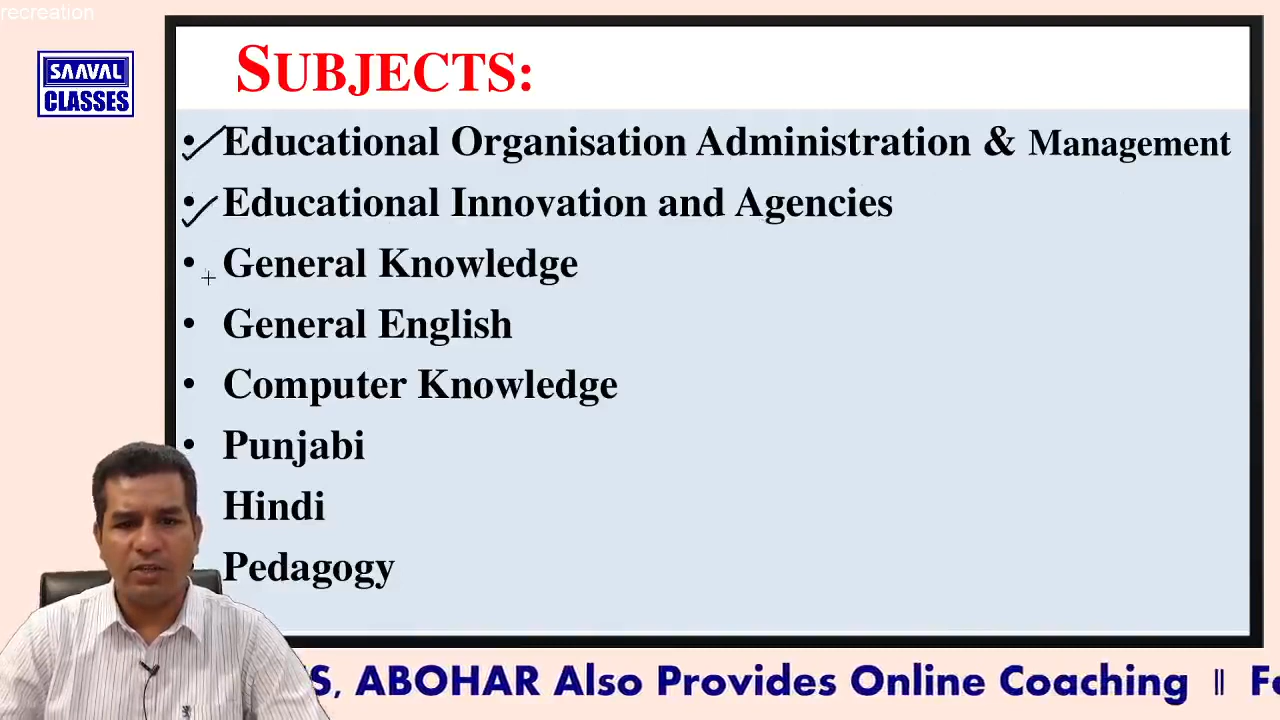 recreation
SAAVAL
CLASSES
SUBJECTS:
• Educational Organisation Administration & Management
• Educational Innovation and Agencies
• General Knowledge
• General English
• Computer Knowledge
• Punjabi
Hindi
Pedagogy
S, ABOHAR Also Provides Online Coaching || Fo